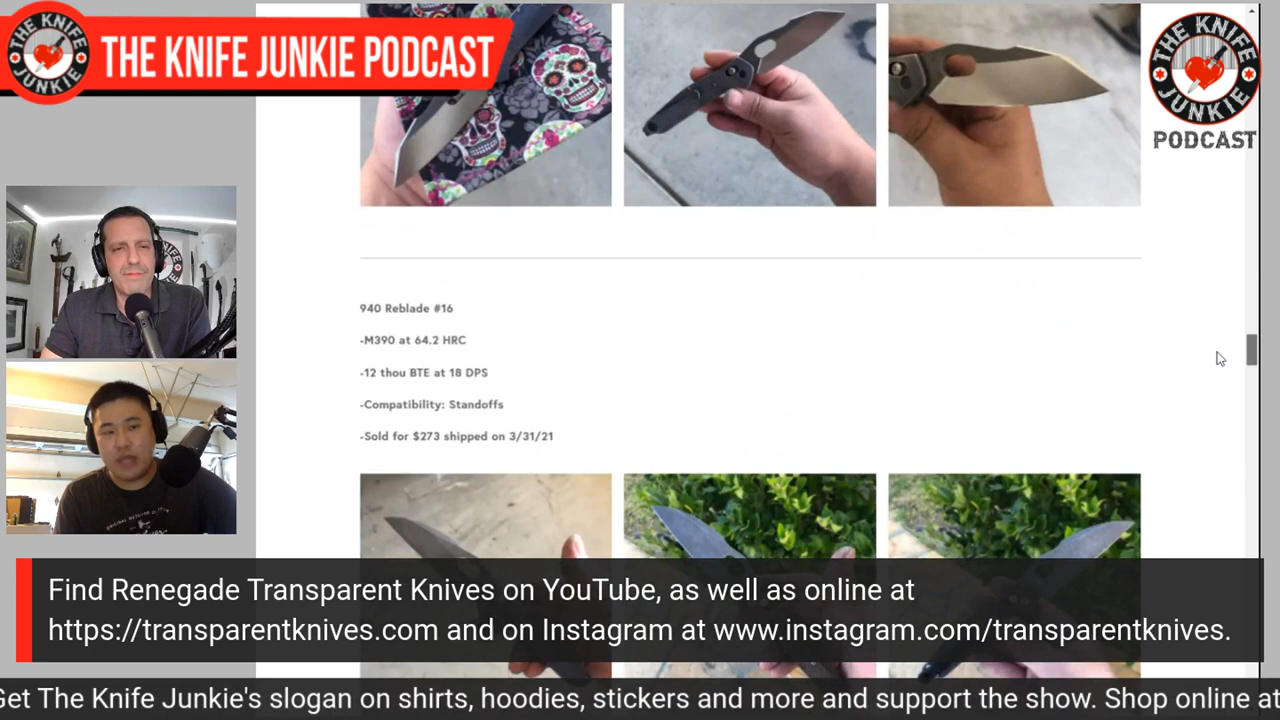 THE KNIFE JUNKIE
THE KNIFE JUNKIE PODCAST
THE KNIFE JUNKIE
PODCAST
940 Reblade #16
-M390 at 64.2 HRC
-12 thou BTE at 18 DPS
-Compatibility: Standoffs
-Sold for $273 shipped on 3/31/21
Find Renegade Transparent Knives on YouTube, as well as online at
https://transparentknives.com and on Instagram at www.instagram.com/transparentknives.
Get The Knife Junkie's slogan on shirts, hoodies, stickers and more and support the show. Shop online at